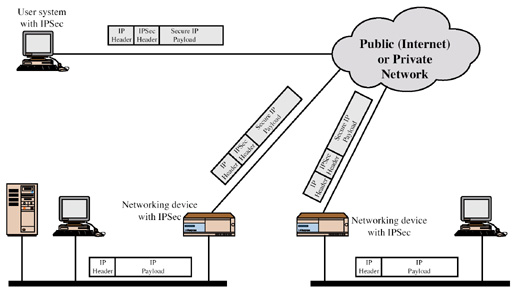 User system
with IPSec
IP
Header
IPSec
Header
Secure IP
Payload
Public (Internet)
or Private
Network
IP
Header
IPSec
Header
Secure IP
Payload
IP
Header
IPSec
Header
Secure IP
Payload
Networking device
with IPSec
Networking device
with IPSec
IP
Header
IP
Payload
IP
Header
IP
Payload